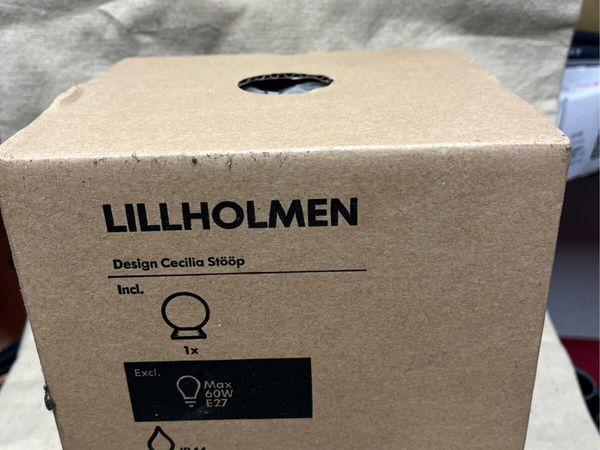 LILLHOLMEN
Design Cecilia Stööp
Incl.
1x
Excl.
Max
60W
E27